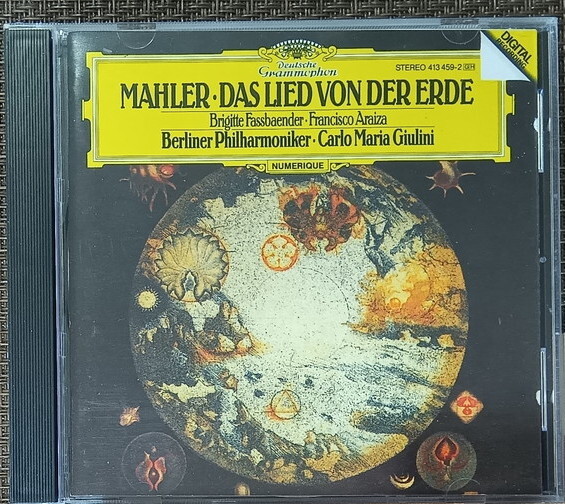 Deutsche
Grammophon
STEREO 413 459-2 GH
DIGITAL
MAHLER · DAS LIED VON DER ERDE
Brigitte Fassbaender · Francisco Araiza
Berliner Philharmoniker · Carlo Maria Giulini
NUMERIQUE